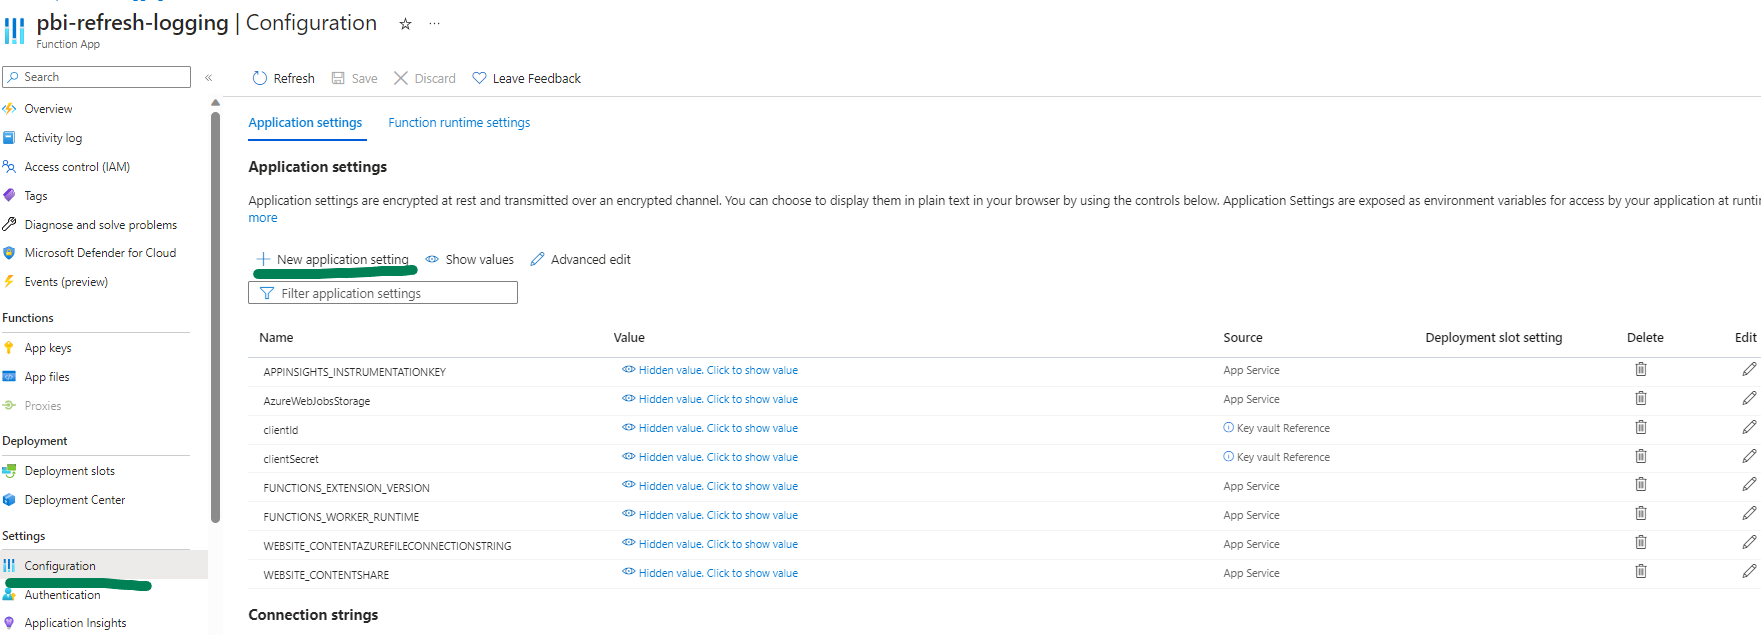 pbi-refresh-logging | Configuration
Function App
Search
Refresh Save Discard Leave Feedback
Overview
Activity log
Access control (IAM)
Tags
Diagnose and solve problems
Microsoft Defender for Cloud
Events (preview)
Functions
App keys
App files
Proxies
Deployment
Deployment slots
Deployment Center
Settings
Configuration
Authentication
Application Insights
Application settings Function runtime settings
Application settings
Application settings are encrypted at rest and transmitted over an encrypted channel. You can choose to display them in plain text in your browser by using the controls below. Application Settings are exposed as environment variables for access by your application at
more
New application setting Show values Advanced edit
Filter application settings
Name Value Source Deployment slot setting Delete Edit
APPINSIGHTS_INSTRUMENTATIONKEY Hidden value. Click to show value App Service
AzureWebJobsStorage Hidden value. Click to show value App Service
clientId Hidden value. Click to show value Key vault Reference
clientSecret Hidden value. Click to show value Key vault Reference
FUNCTIONS_EXTENSION_VERSION Hidden value. Click to show value App Service
FUNCTIONS_WORKER_RUNTIME Hidden value. Click to show value App Service
WEBSITE_CONTENTAZUREFILECONNECTIONSTRING Hidden value. Click to show value App Service
WEBSITE_CONTENTSHARE Hidden value. Click to show value App Service
Connection strings